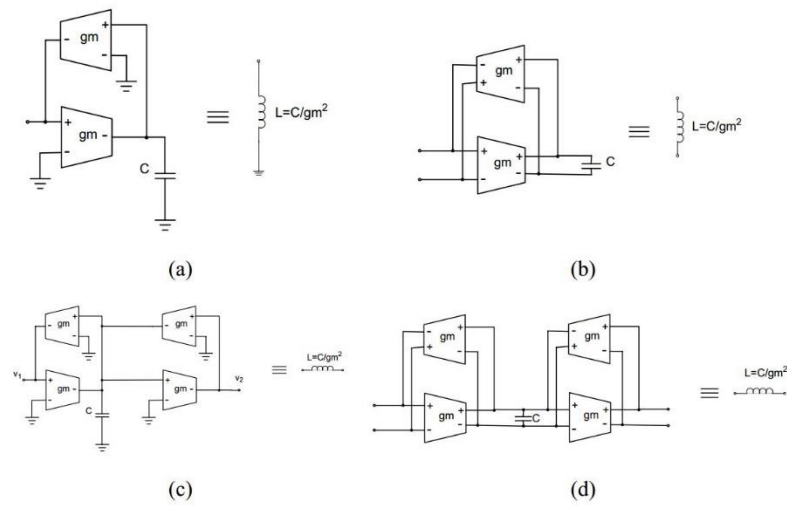 - gm +
-
+ gm -
-
C
≡ L=C/gm²
(a)
- gm +
+ -
+ gm +
- -
C
≡ L=C/gm²
(b)
- gm +
-
- gm +
-
v₁ + gm -
-
+ gm - v₂
-
C
≡ L=C/gm²
(c)
- gm +
+ -
- gm +
+ -
+ gm +
- -
C
+ gm +
- -
≡ L=C/gm²
(d)